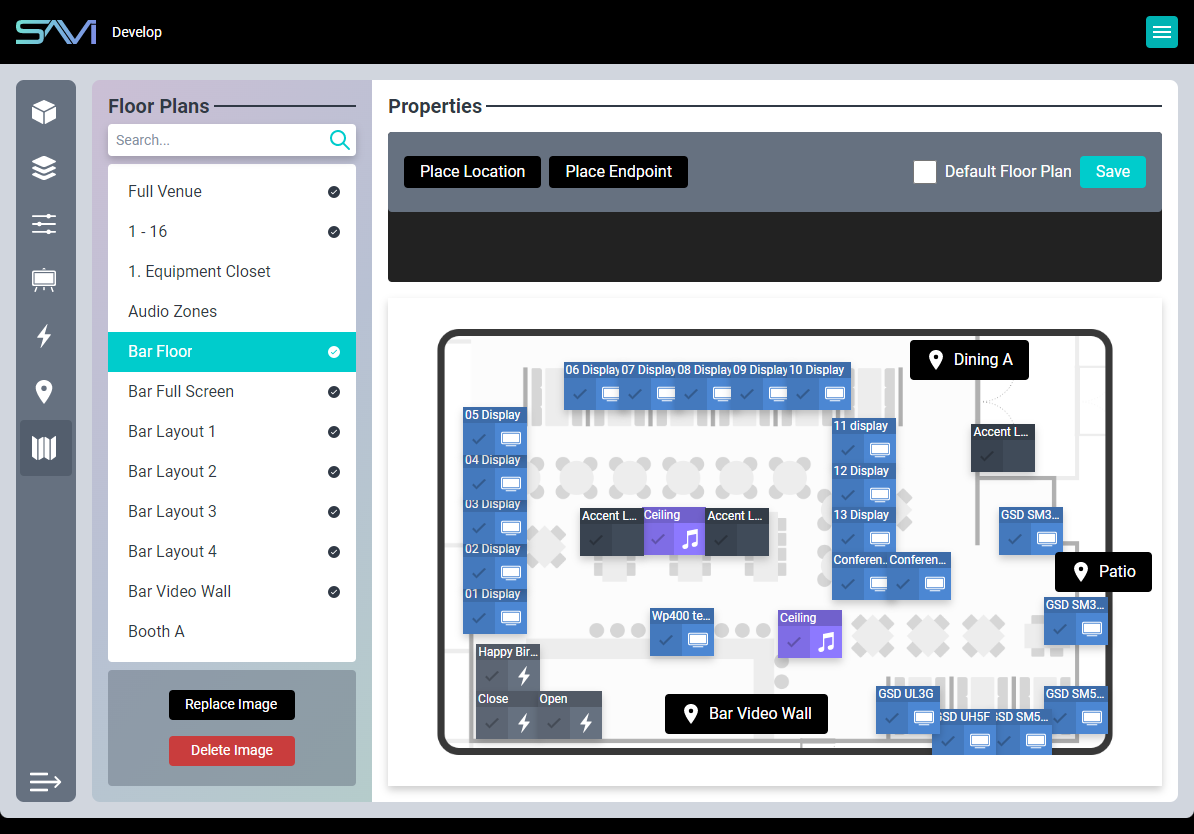 SAVI Develop
Floor Plans
Search...
Full Venue
1 - 16
1. Equipment Closet
Audio Zones
Bar Floor
Bar Full Screen
Bar Layout 1
Bar Layout 2
Bar Layout 3
Bar Layout 4
Bar Video Wall
Booth A
Replace Image
Delete Image
Properties
Place Location
Place Endpoint
Default Floor Plan
Save
Dining A
06 Display
07 Display
08 Display
09 Display
10 Display
05 Display
04 Display
03 Display
02 Display
01 Display
11 display
12 Display
13 Display
Conferen..
Conferen...
Accent L...
Accent L...
Ceiling
Accent L...
GSD SM3...
Patio
GSD SM3...
Wp400 te...
Ceiling
Happy Bir...
Close
Open
Bar Video Wall
GSD UL3G
GSD SM5...
SD UH5F
SD SM5...